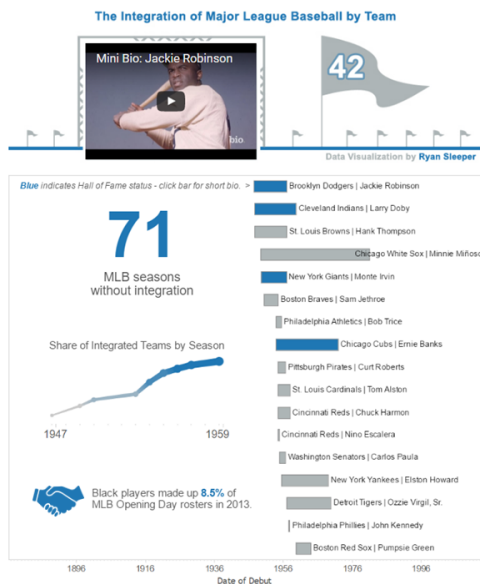 The Integration of Major League Baseball by Team
Mini Bio: Jackie Robinson
bio
42
Data Visualization by Ryan Sleeper
Blue indicates Hall of Fame status - click bar for short bio. >
71
MLB seasons
without integration
Share of Integrated Teams by Season
1947
1959
Black players made up 8.5% of
MLB Opening Day rosters in 2013.
Brooklyn Dodgers | Jackie Robinson
Cleveland Indians | Larry Doby
St. Louis Browns | Hank Thompson
Chicago White Sox | Minnie Miñoso
New York Giants | Monte Irvin
Boston Braves | Sam Jethroe
Philadelphia Athletics | Bob Trice
Chicago Cubs | Ernie Banks
Pittsburgh Pirates | Curt Roberts
St. Louis Cardinals | Tom Alston
Cincinnati Reds | Chuck Harmon
Cincinnati Reds | Nino Escalera
Washington Senators | Carlos Paula
New York Yankees | Elston Howard
Detroit Tigers | Ozzie Virgil, Sr.
Philadelphia Phillies | John Kennedy
Boston Red Sox | Pumpsie Green
1896 1916 1936 1956 1976 1996
Date of Debut